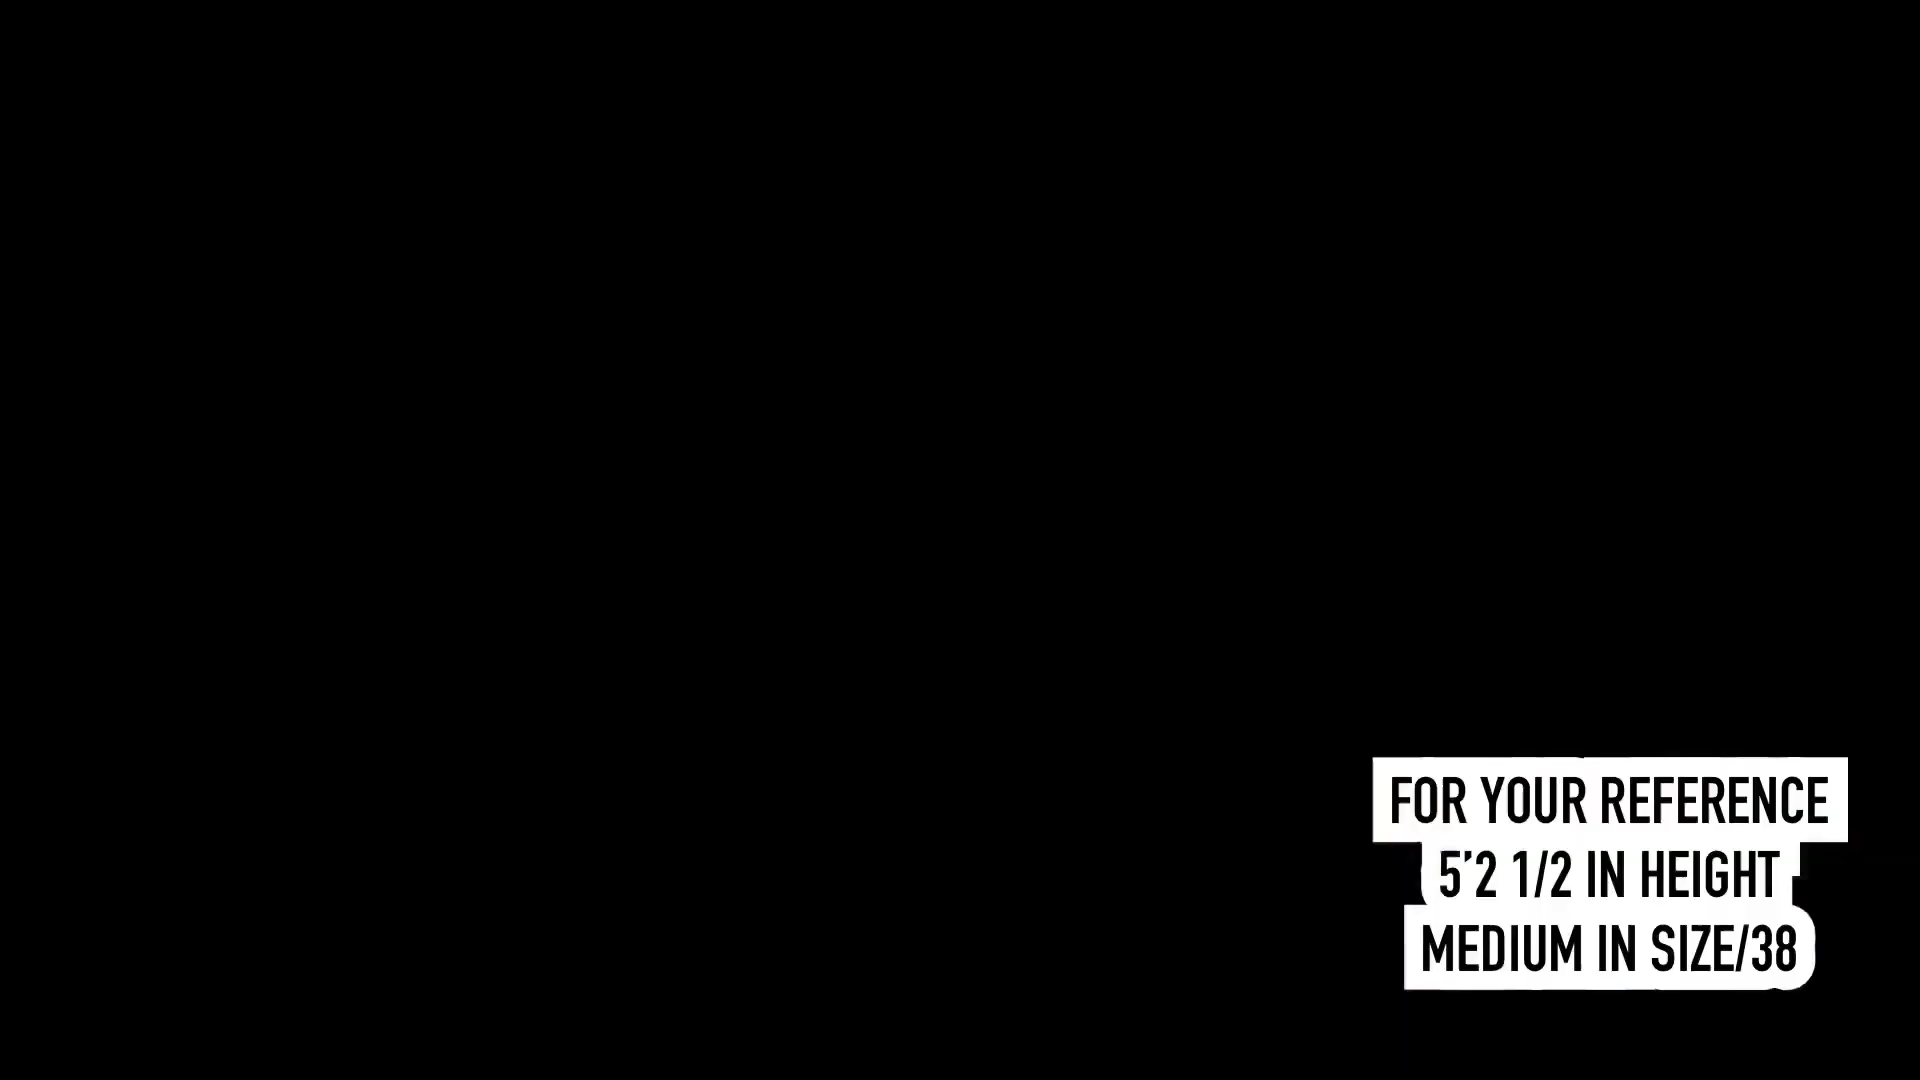 FOR YOUR REFERENCE
5'2 1/2 IN HEIGHT
MEDIUM IN SIZE/38